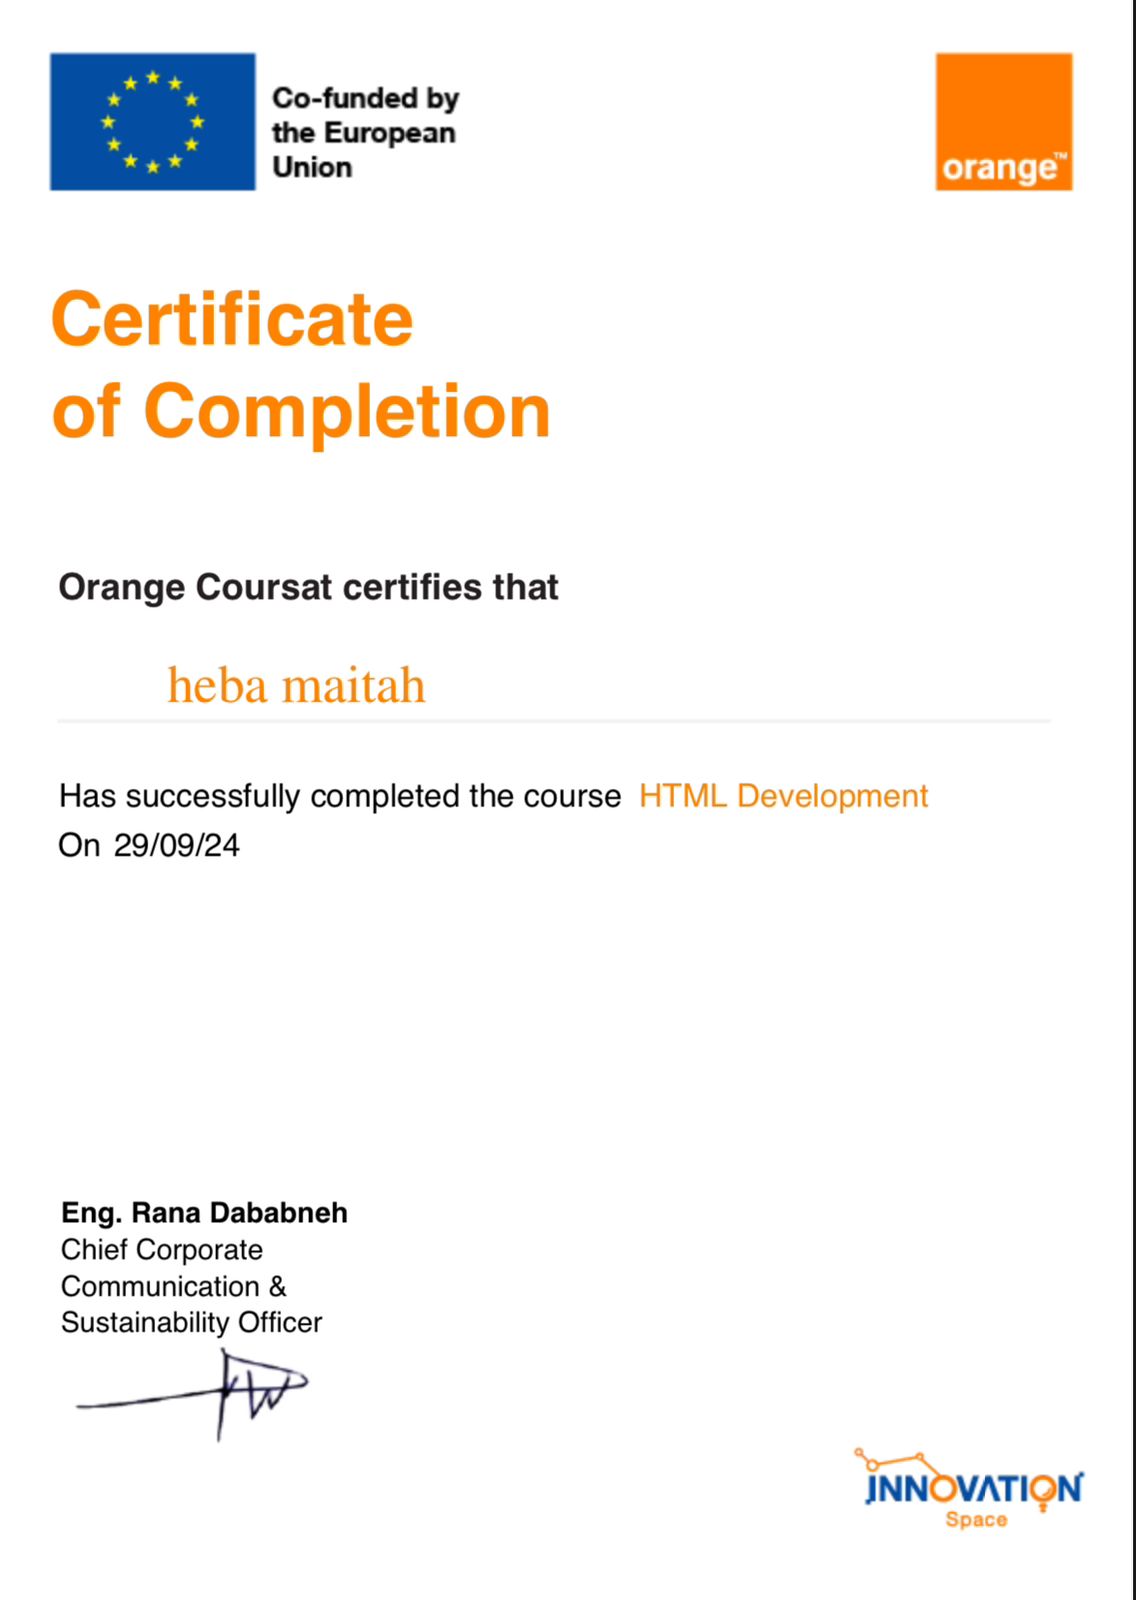 Co-funded by
the European
Union
orange™
Certificate
of Completion
Orange Coursat certifies that
heba maitah
Has successfully completed the course HTML Development
On 29/09/24
Eng. Rana Dababneh
Chief Corporate
Communication &
Sustainability Officer
INNOVATION
Space